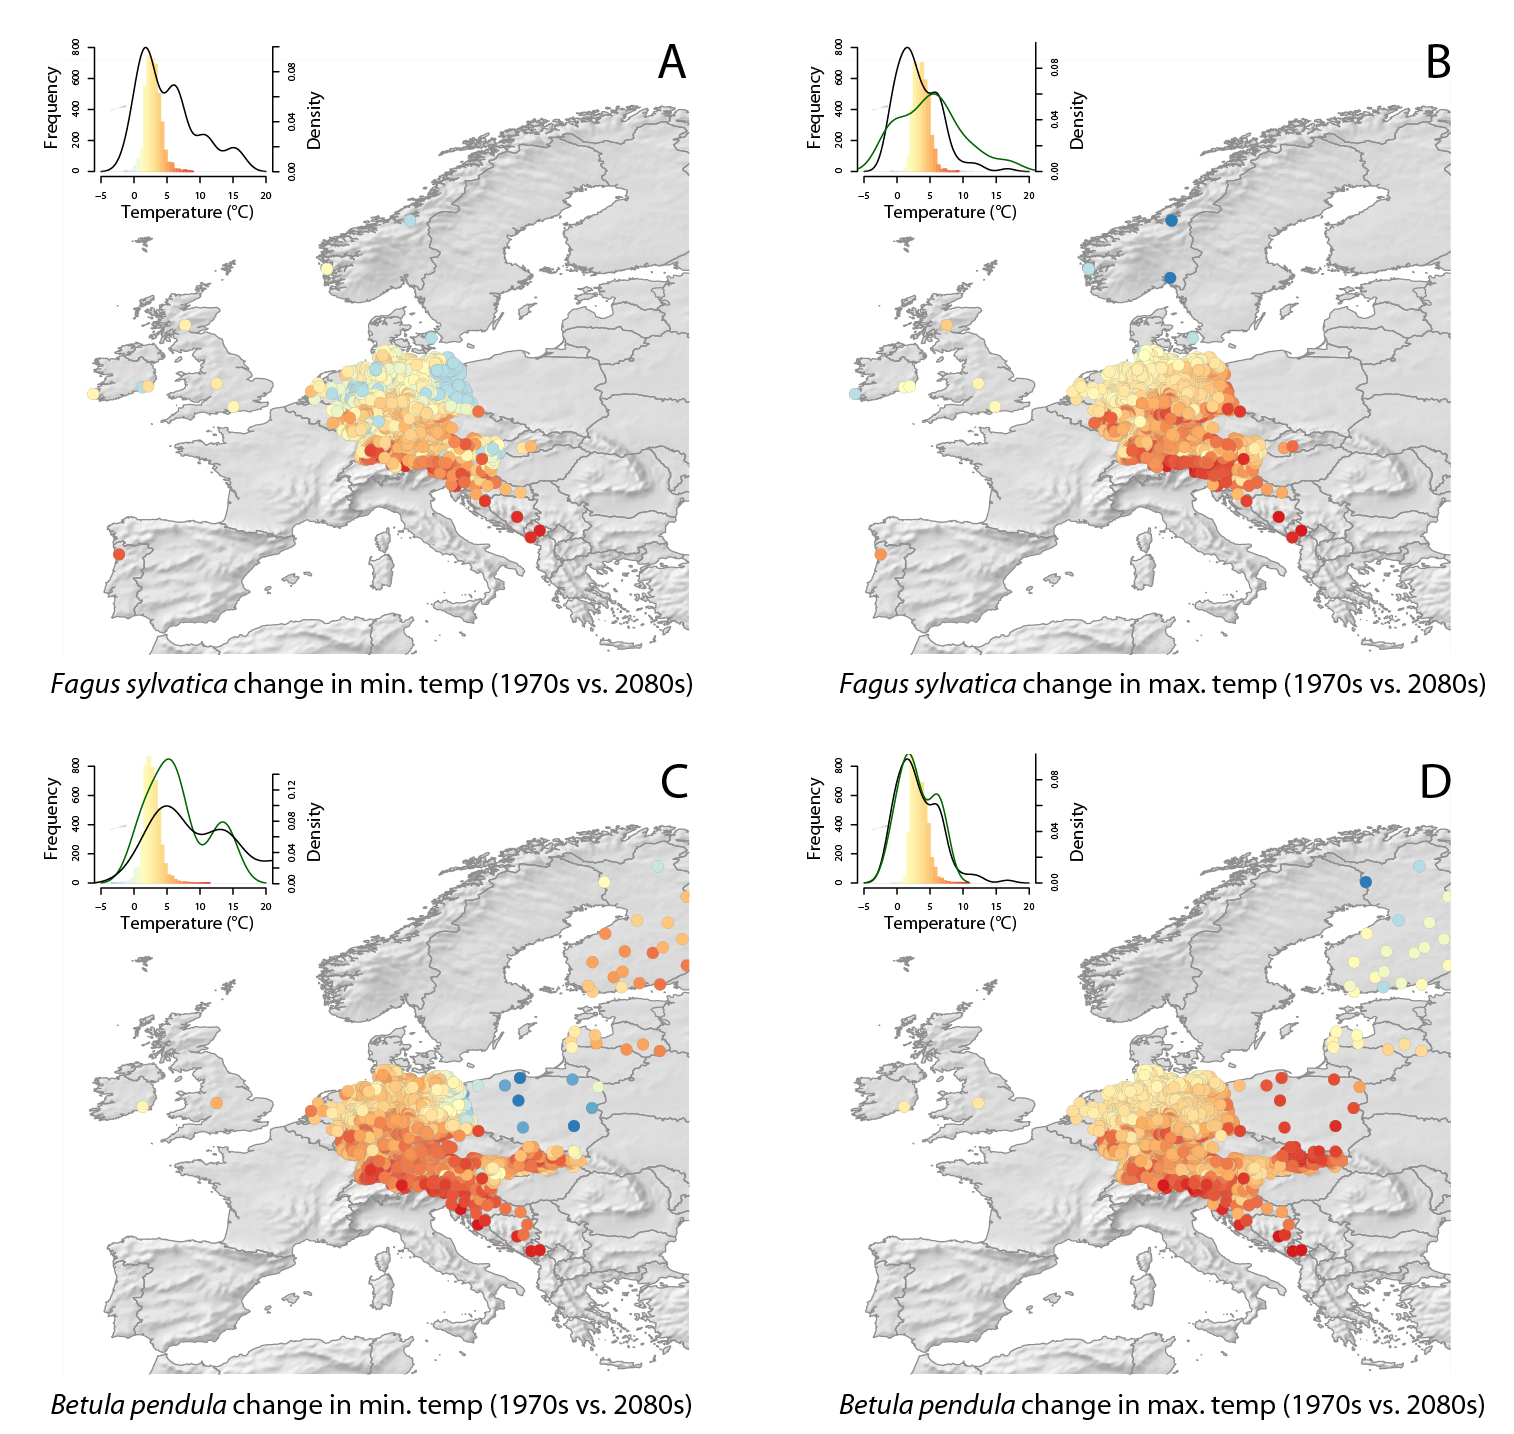 A
Frequency
0
200
400
600
800
Density
0.00
0.04
0.08
−5 0 5 10 15 20
Temperature (°C)
Fagus sylvatica change in min. temp (1970s vs. 2080s)
B
Frequency
0
200
400
600
800
Density
0.00
0.04
0.08
−5 0 5 10 15 20
Temperature (°C)
Fagus sylvatica change in max. temp (1970s vs. 2080s)
C
Frequency
0
200
400
600
800
Density
0.00
0.04
0.08
0.12
−5 0 5 10 15 20
Temperature (°C)
Betula pendula change in min. temp (1970s vs. 2080s)
D
Frequency
0
200
400
600
800
Density
0.00
0.04
0.08
−5 0 5 10 15 20
Temperature (°C)
Betula pendula change in max. temp (1970s vs. 2080s)